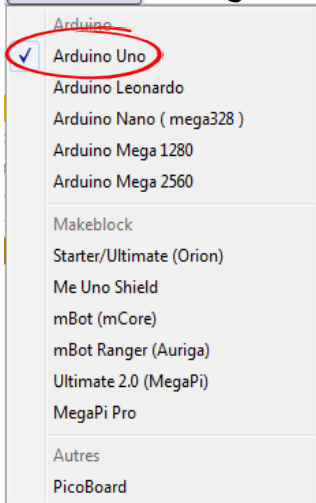 Arduino
Arduino Uno
Arduino Leonardo
Arduino Nano ( mega328 )
Arduino Mega 1280
Arduino Mega 2560
Makeblock
Starter/Ultimate (Orion)
Me Uno Shield
mBot (mCore)
mBot Ranger (Auriga)
Ultimate 2.0 (MegaPi)
MegaPi Pro
Autres
PicoBoard